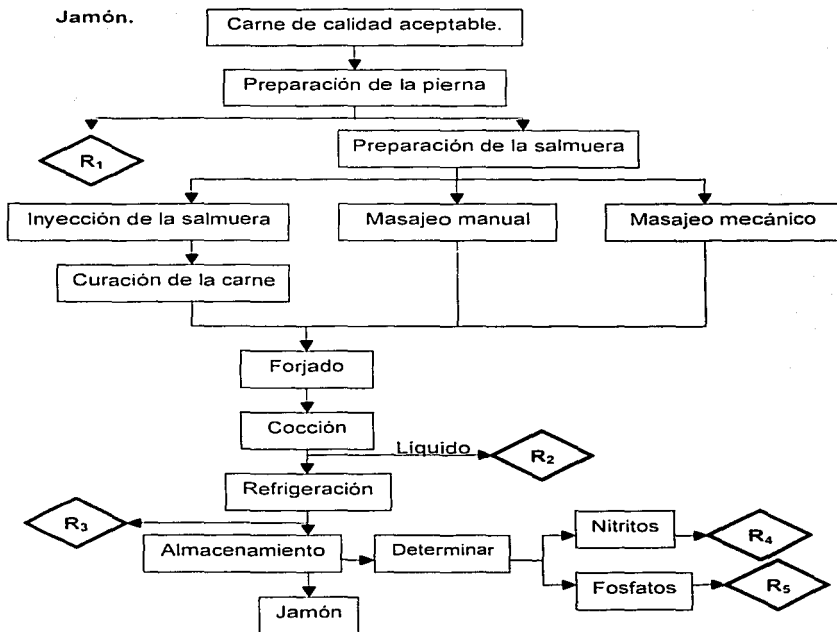 Jamón.
Carne de calidad aceptable.
Preparación de la pierna
R₁
Preparación de la salmuera
Inyección de la salmuera
Masajeo manual
Masajeo mecánico
Curación de la carne
Forjado
Cocción
Líquido
R₂
Refrigeración
R₃
Almacenamiento
Determinar
Nitritos
R₄
Fosfatos
R₅
Jamón